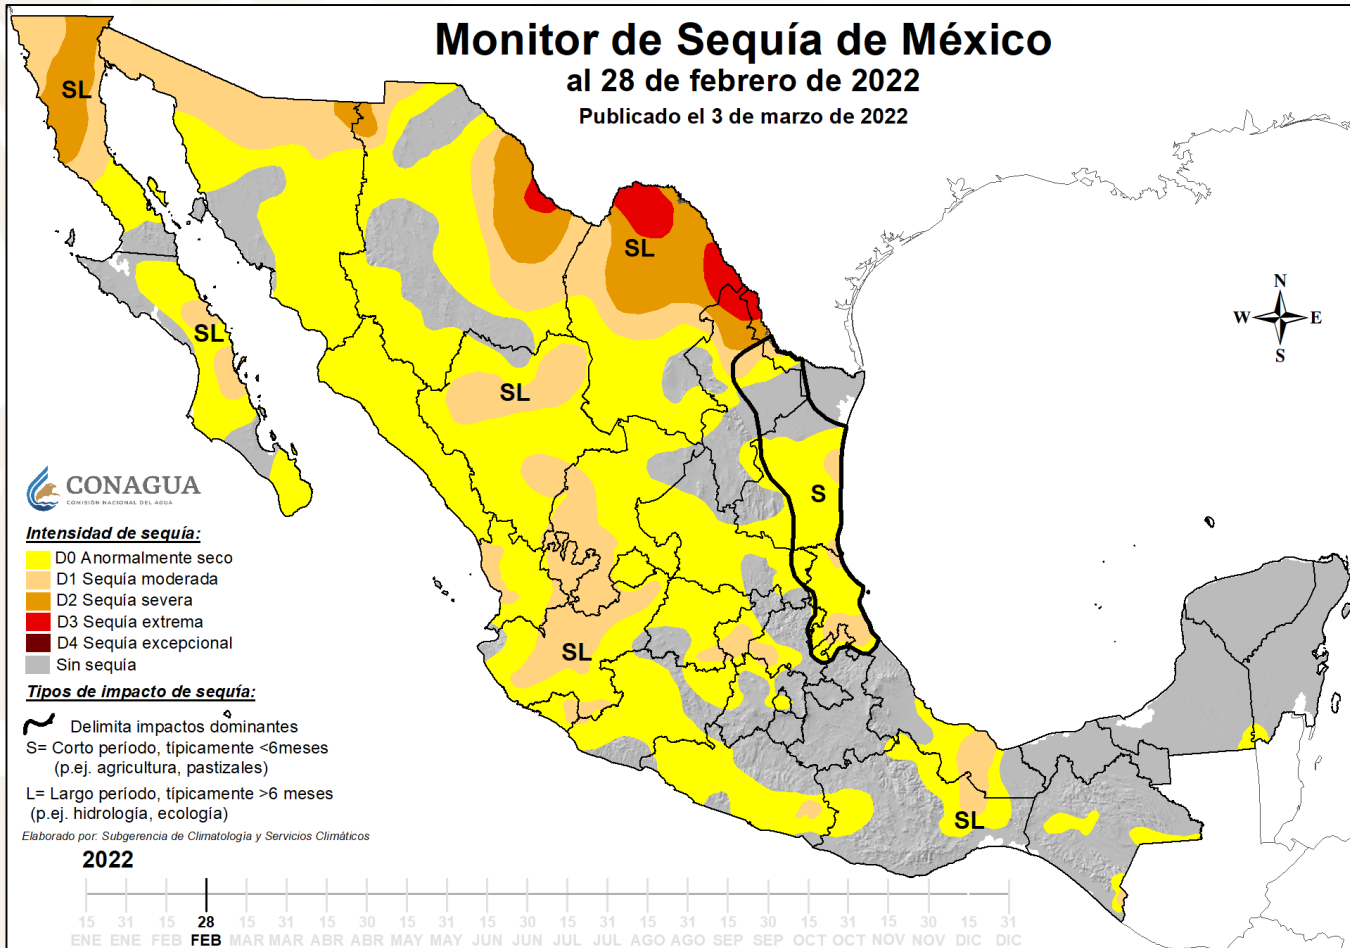 Monitor de Sequía de México
al 28 de febrero de 2022
Publicado el 3 de marzo de 2022
SL
SL
SL
SL
S
SL
SL
N
W E
S
CONAGUA
COMISIÓN NACIONAL DEL AGUA
Intensidad de sequía:
D0 Anormalmente seco
D1 Sequía moderada
D2 Sequía severa
D3 Sequía extrema
D4 Sequía excepcional
Sin sequía
Tipos de impacto de sequía:
Delimita impactos dominantes
S= Corto período, típicamente <6meses
(p.ej. agricultura, pastizales)
L= Largo período, típicamente >6 meses
(p.ej. hidrología, ecología)
Elaborado por: Subgerencia de Climatología y Servicios Climáticos
2022
15 31 15 28 15 31 15 30 15 31 15 30 15 31 15 31 15 30 15 31 15 30 15 31
ENE ENE FEB FEB MAR MAR ABR ABR MAY MAY JUN JUN JUL JUL AGO AGO SEP SEP OCT OCT NOV NOV DIC DIC